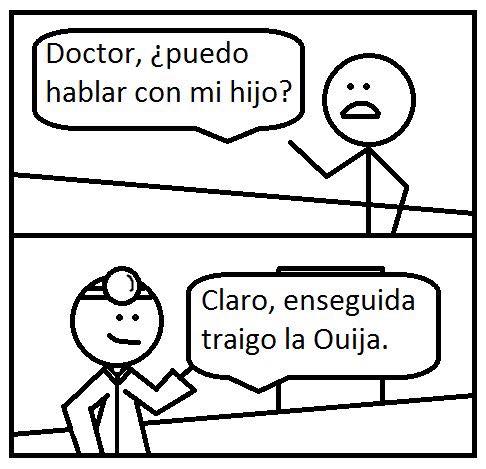 Doctor, ¿puedo
hablar con mi hijo?
Claro, enseguida
traigo la Ouija.